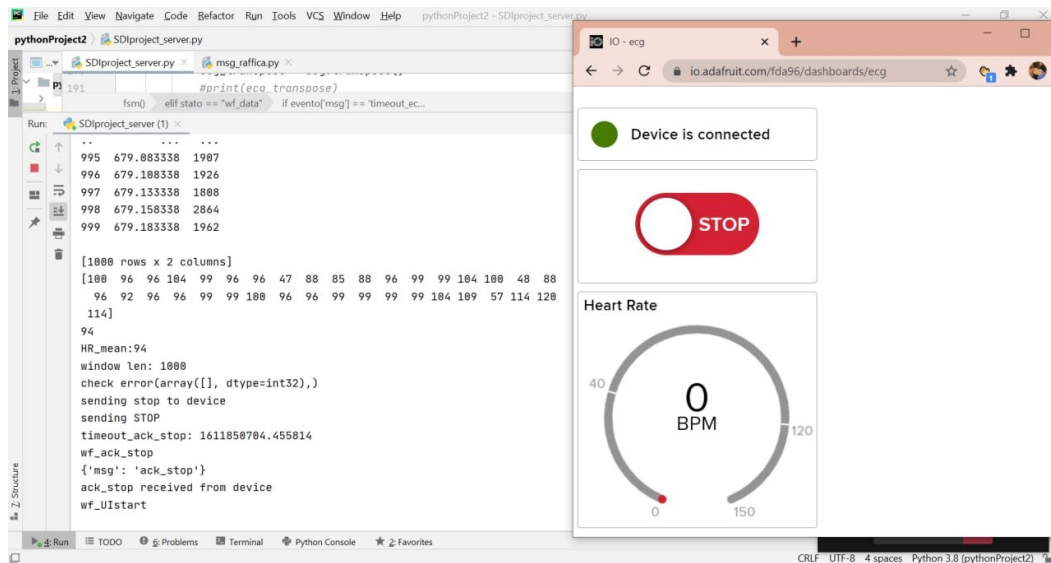 File Edit View Navigate Code Refactor Run Tools VCS Window Help pythonProject2 - SDIproject_server.py
pythonProject2 SDIproject_server.py
1: Project
SDIproject_server.py msg_raffica.py
191 #print(ecg_transpose)
fsm() elif stato == "wf_data" if evento['msg'] == 'timeout_ec...
Run: SDIproject_server (1)
.. ... ...
995 679.083338 1907
996 679.108338 1926
997 679.133338 1808
998 679.158338 2864
999 679.183338 1962
[1000 rows x 2 columns]
[100 96 96 104 99 96 96 47 88 85 88 96 99 99 104 100 48 88
96 92 96 96 99 99 100 96 96 99 99 99 99 104 109 57 114 120
114]
94
HR_mean:94
window len: 1000
check error(array([], dtype=int32),)
sending stop to device
sending STOP
timeout_ack_stop: 1611850704.455814
wf_ack_stop
{'msg': 'ack_stop'}
ack_stop received from device
wf_UIstart
7: Structure
4: Run TODO 6: Problems Terminal Python Console 2: Favorites
CRLF UTF-8 4 spaces Python 3.8 (pythonProject2)
IO - ecg
io.adafruit.com/fda96/dashboards/ecg
1
Device is connected
STOP
Heart Rate
40
0
BPM
120
0
150